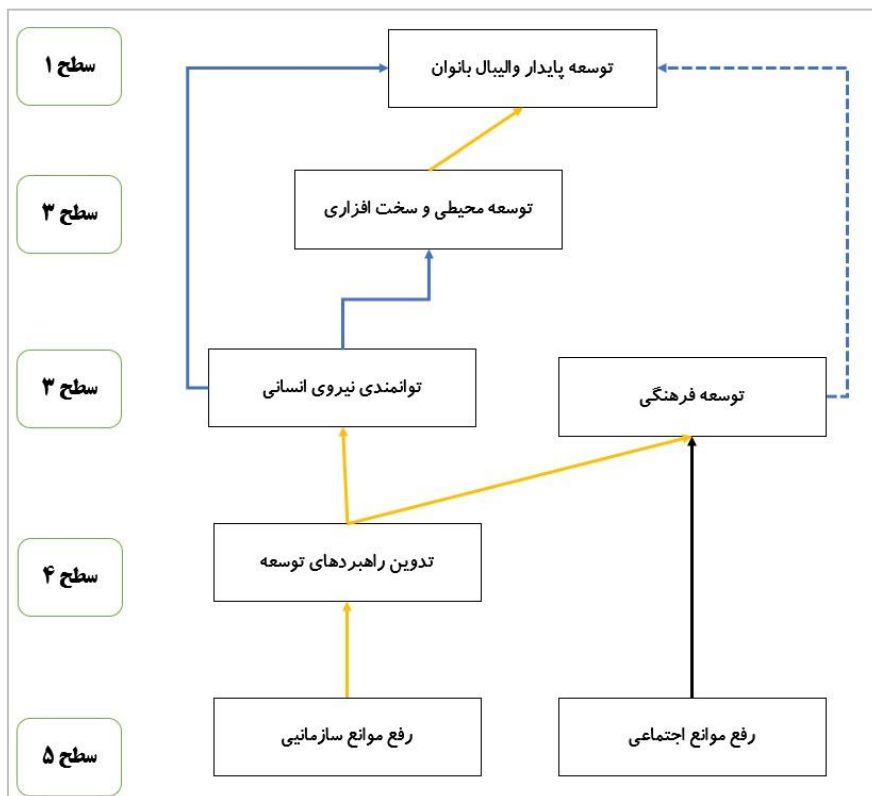 سطح ۱
توسعه پایدار والیبال بانوان
سطح ۳
توسعه محیطی و سخت افزاری
سطح ۳
توانمندی نیروی انسانی
توسعه فرهنگی
سطح ۴
تدوین راهبردهای توسعه
سطح ۵
رفع موانع سازمانیی
رفع موانع اجتماعی